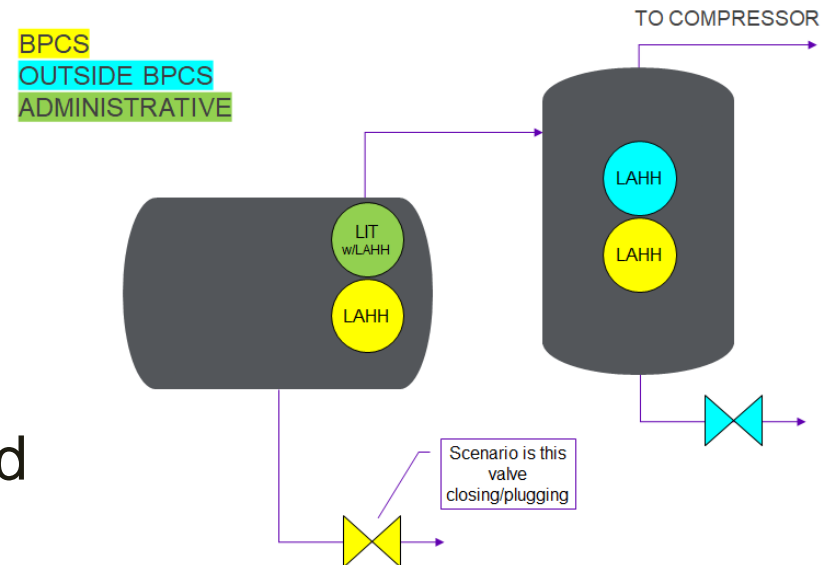 TO COMPRESSOR
BPCS
OUTSIDE BPCS
ADMINISTRATIVE
LAHH
LIT
w/LAHH
LAHH
LAHH
d
Scenario is this
valve
closing/plugging